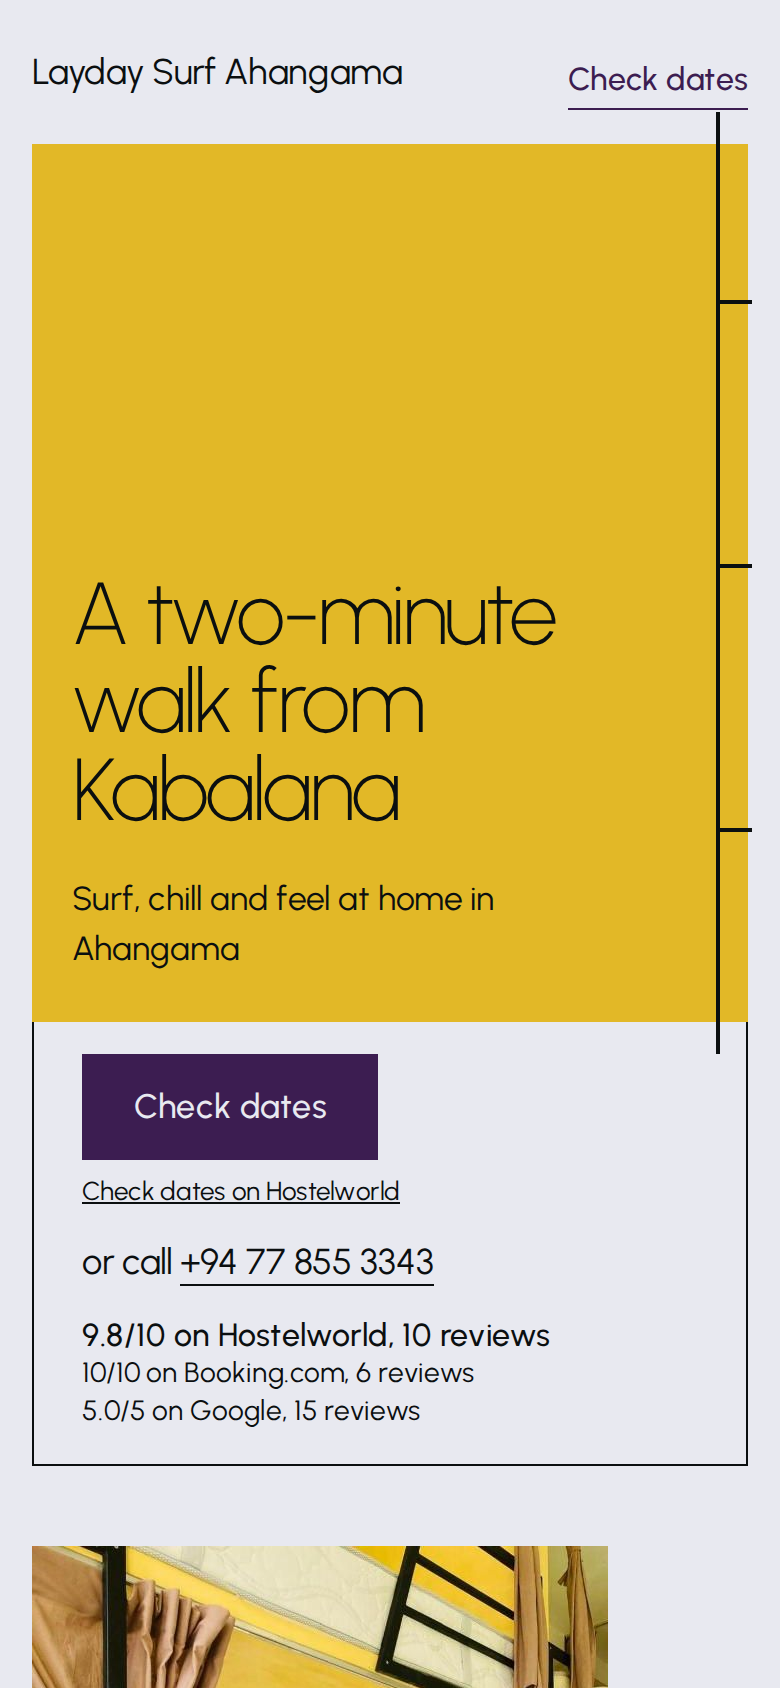 Layday Surf Ahangama
Check dates
A two-minute
walk from
Kabalana
Surf, chill and feel at home in
Ahangama
Check dates
Check dates on Hostelworld
or call +94 77 855 3343
9.8/10 on Hostelworld, 10 reviews
10/10 on Booking.com, 6 reviews
5.0/5 on Google, 15 reviews